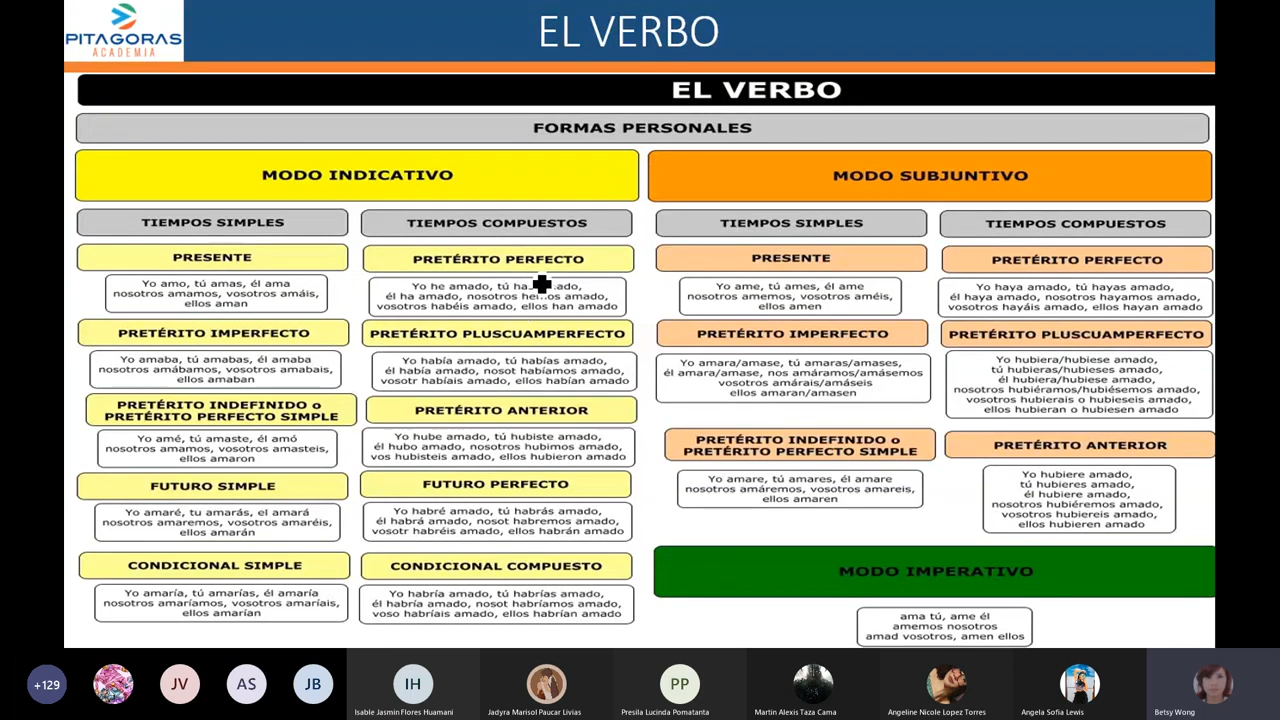 PITAGORAS
ACADEMIA
EL VERBO
EL VERBO
FORMAS PERSONALES
MODO INDICATIVO
TIEMPOS SIMPLES
PRESENTE
Yo amo, tú amas, él ama
nosotros amamos, vosotros amáis,
ellos aman
PRETÉRITO IMPERFECTO
Yo amaba, tú amabas, él amaba
nosotros amábamos, vosotros amabais,
ellos amaban
PRETÉRITO INDEFINIDO o
PRETÉRITO PERFECTO SIMPLE
Yo amé, tú amaste, él amó
nosotros amamos, vosotros amasteis,
ellos amaron
FUTURO SIMPLE
Yo amaré, tu amarás, el amará
nosotros amaremos, vosotros amaréis,
ellos amarán
CONDICIONAL SIMPLE
Yo amaría, tú amarías, él amaría
nosotros amaríamos, vosotros amaríais,
ellos amarían
TIEMPOS COMPUESTOS
PRETÉRITO PERFECTO
Yo he amado, tú
él ha amado, nosotros hemos amado,
vosotros habéis amado, ellos han amado
PRETÉRITO PLUSCUAMPERFECTO
Yo había amado, tú habías amado,
él había amado, nosot habíamos amado,
vosotr habíais amado, ellos habían amado
PRETÉRITO ANTERIOR
Yo hube amado, tú hubiste amado,
él hubo amado, nosotros hubimos amado,
vos hubisteis amado, ellos hubieron amado
FUTURO PERFECTO
Yo habré amado, tú habrás amado,
él habrá amado, nosot habremos amado,
vosotr habréis amado, ellos habrán amado
CONDICIONAL COMPUESTO
Yo habría amado, tú habrías amado,
él habría amado, nosot habríamos amado,
voso habríais amado, ellos habrían amado
MODO SUBJUNTIVO
TIEMPOS SIMPLES
PRESENTE
Yo ame, tú ames, él ame
nosotros amemos, vosotros améis,
ellos amen
PRETÉRITO IMPERFECTO
Yo amara/amase, tú amaras/amases,
él amara/amase, nos amáramos/amásemos
vosotros amárais/amáseis
ellos amaran/amasen
PRETÉRITO INDEFINIDO o
PRETÉRITO PERFECTO SIMPLE
Yo amare, tú amares, él amare
nosotros amáremos, vosotros amareis,
ellos amaren
TIEMPOS COMPUESTOS
PRETÉRITO PERFECTO
Yo haya amado, tú hayas amado,
él haya amado, nosotros hayamos amado,
vosotros hayáis amado, ellos hayan amado
PRETÉRITO PLUSCUAMPERFECTO
Yo hubiera/hubiese amado,
tú hubieras/hubieses amado,
él hubiera/hubiese amado,
nosotros hubiéramos/hubiésemos amado,
vosotros hubierais o hubieseis amado,
ellos hubieran o hubiesen amado
PRETÉRITO ANTERIOR
Yo hubiere amado,
tú hubieres amado,
él hubiere amado,
nosotros hubiéremos amado,
vosotros hubiereis amado,
ellos hubieren amado
MODO IMPERATIVO
ama tú, ame él
amemos nosotros
amad vosotros, amen ellos
+129
JV
AS
JB
IH
PP
Isable Jasmin Flores Huamani
Jadyra Marisol Paucar Livias
Presila Lucinda Pomatanta
Martin Alexis Taza Cama
Angeline Nicole Lopez Torres
Angela Sofia Lewis
Betsy Wong